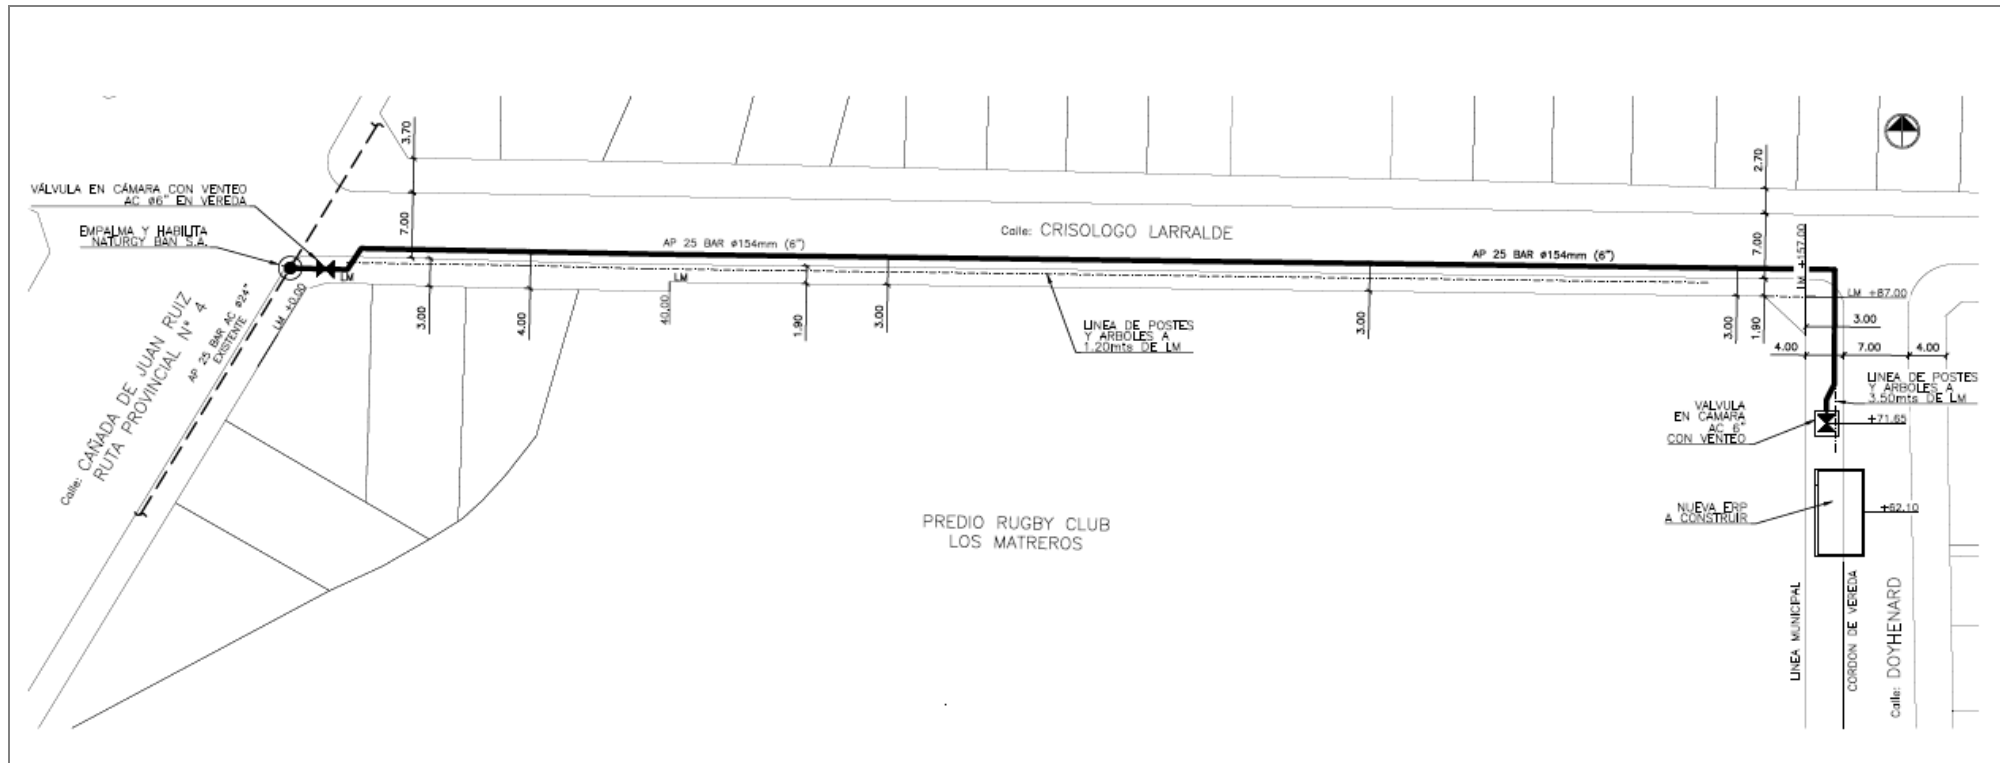 VÁLVULA EN CÁMARA CON VENTEO
AC ø6" EN VEREDA
EMPALMA Y HABILITA
NATURGY BAN S.A.
3.70
7.00
LM
LM +0.00
AP 25 BAR AC ø24"
EXISTENTE
Calle: CAÑADA DE JUAN RUIZ
RUTA PROVINCIAL Nº 4
3.00
4.00
AP 25 BAR ø154mm (6")
LM
40.00
1.90
3.00
Calle: CRISOLOGO LARRALDE
LINEA DE POSTES
Y ARBOLES A
1.20mts DE LM
3.00
AP 25 BAR ø154mm (6")
2.70
7.00
3.00
1.90
LM +157.00
LM +87.00
3.00
4.00
7.00
4.00
LINEA DE POSTES
Y ARBOLES A
3.50mts DE LM
VALVULA
EN CAMARA
AC 6"
CON VENTEO
+71.65
NUEVA ERP
A CONSTRUIR
+62.10
PREDIO RUGBY CLUB
LOS MATREROS
LINEA MUNICIPAL
CORDON DE VEREDA
Calle: DOYHENARD